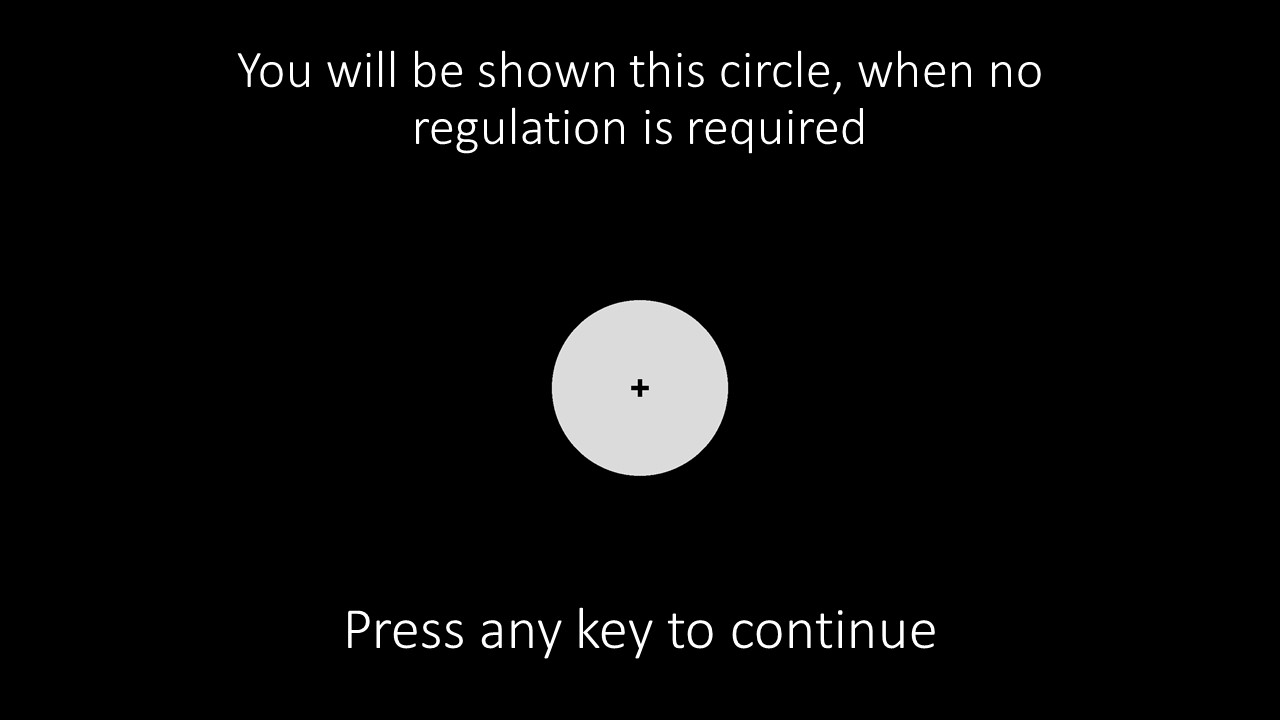 You will be shown this circle, when no
regulation is required
+
Press any key to continue